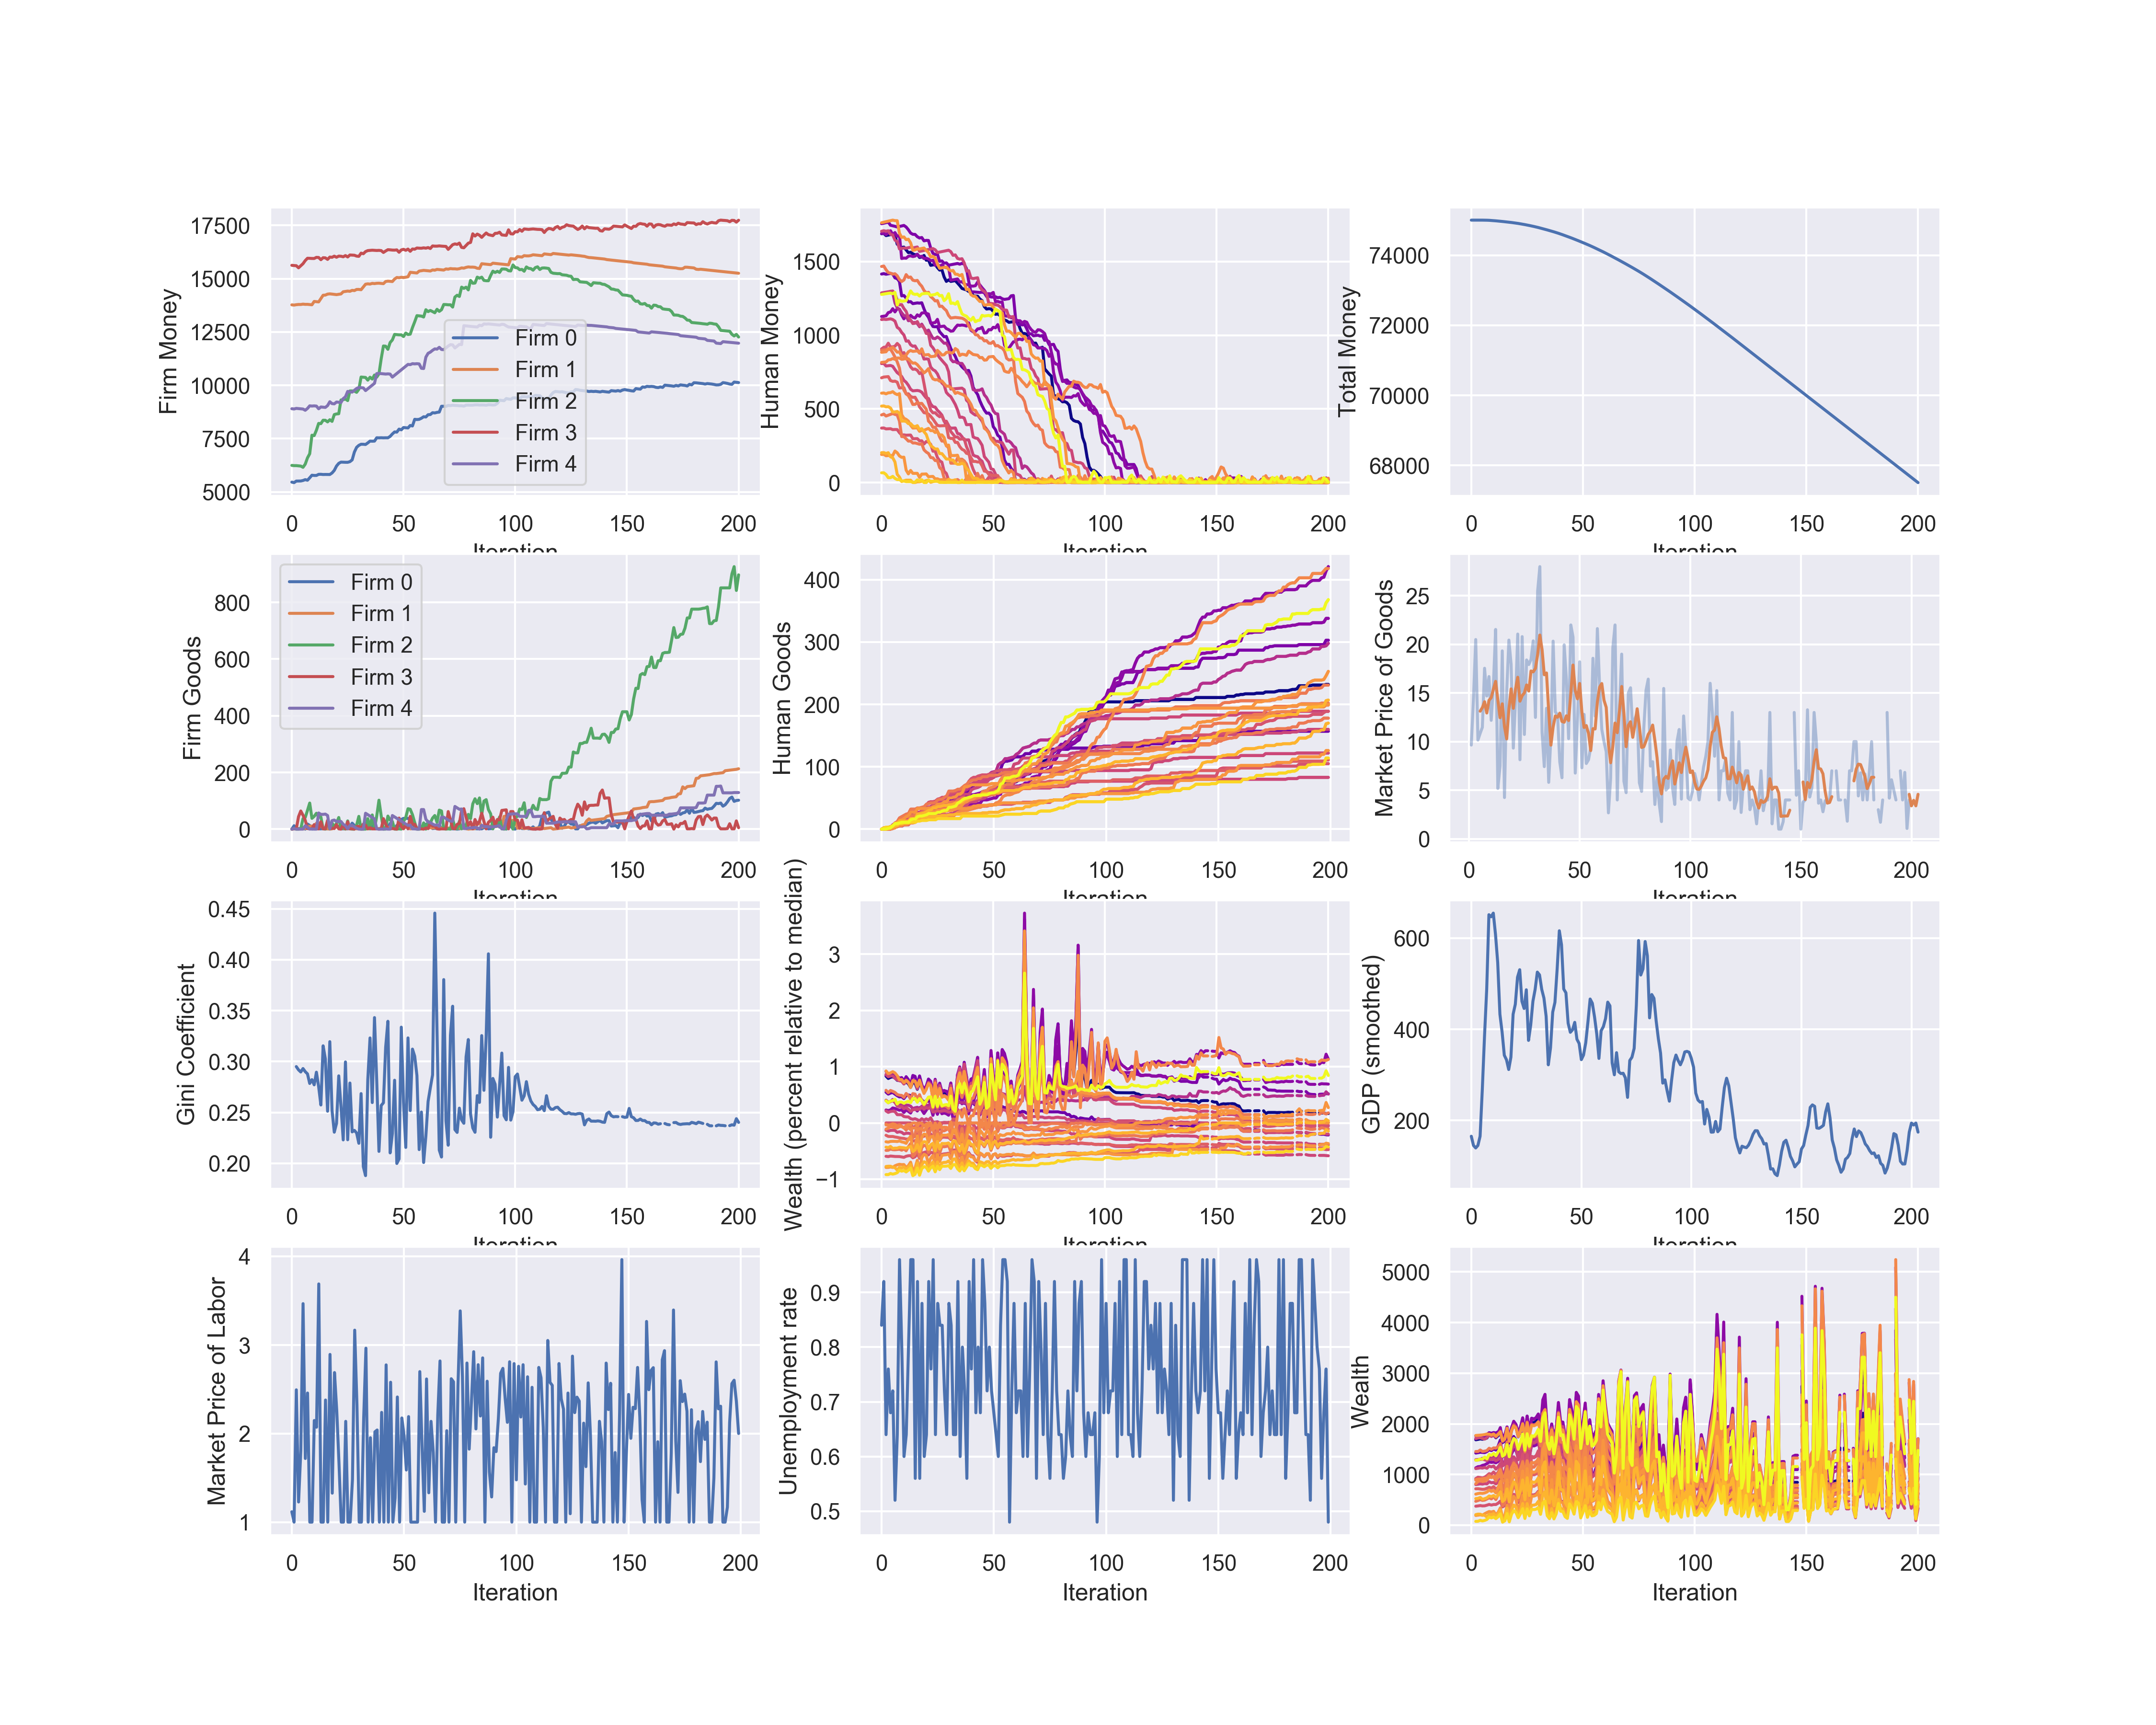 Firm Money
17500
15000
12500
10000
7500
5000
Firm 0
Firm 1
Firm 2
Firm 3
Firm 4
0 50 100 150 200
Iteration
Human Money
1500
1000
500
0
0 50 100 150 200
Iteration
Total Money
74000
72000
70000
68000
0 50 100 150 200
Iteration
Firm Goods
800
600
400
200
0
Firm 0
Firm 1
Firm 2
Firm 3
Firm 4
0 50 100 150 200
Iteration
Human Goods
400
300
200
100
0
0 50 100 150 200
Iteration
Market Price of Goods
25
20
15
10
5
0
0 50 100 150 200
Iteration
Gini Coefficient
0.45
0.40
0.35
0.30
0.25
0.20
0 50 100 150 200
Iteration
Wealth (percent relative to median)
3
2
1
0
−1
0 50 100 150 200
Iteration
GDP (smoothed)
600
400
200
0 50 100 150 200
Iteration
Market Price of Labor
4
3
2
1
0 50 100 150 200
Iteration
Unemployment rate
0.9
0.8
0.7
0.6
0.5
0 50 100 150 200
Iteration
Wealth
5000
4000
3000
2000
1000
0
0 50 100 150 200
Iteration